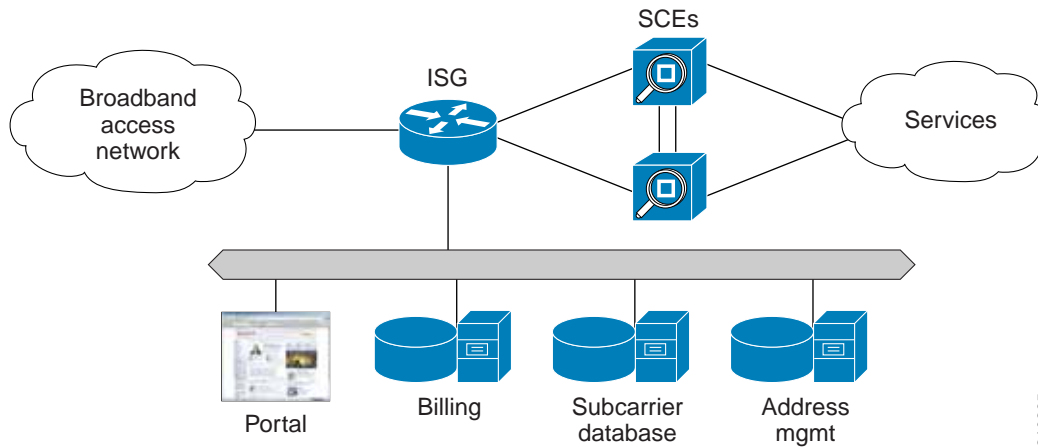 SCEs
ISG
Broadband
access
network
Services
Portal
Billing
Subcarrier
database
Address
mgmt